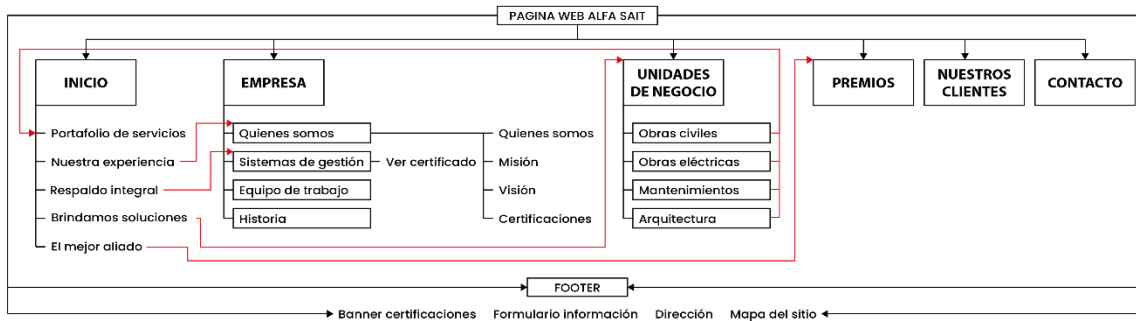 PAGINA WEB ALFA SAIT
INICIO
EMPRESA
UNIDADES
DE NEGOCIO
PREMIOS
NUESTROS
CLIENTES
CONTACTO
Portafolio de servicios
Quienes somos
Quienes somos
Obras civiles
Nuestra experiencia
Sistemas de gestión
Ver certificado
Misión
Obras eléctricas
Respaldo integral
Equipo de trabajo
Visión
Mantenimientos
Brindamos soluciones
Historia
Certificaciones
Arquitectura
El mejor aliado
FOOTER
Banner certificaciones Formulario información Dirección Mapa del sitio